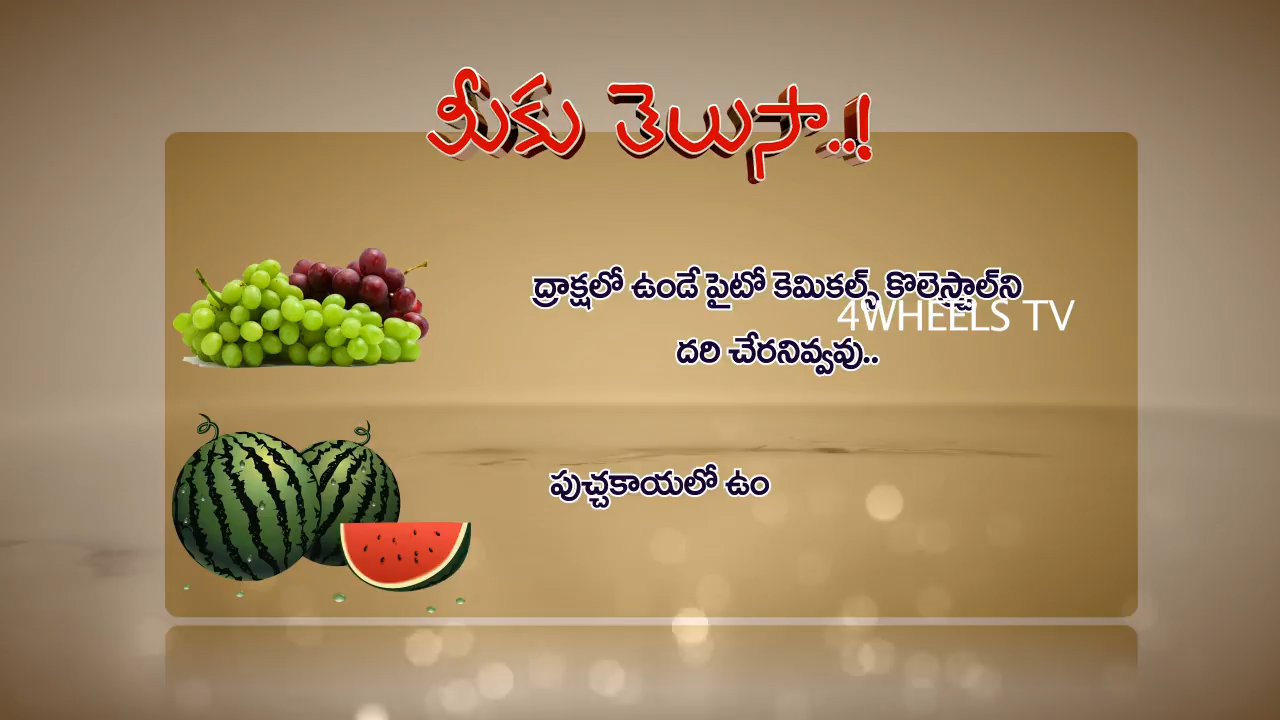 మీకు తెలుసా..!
ద్రాక్షలో ఉండే పైటో కెమికల్స్ కొలెస్ట్రాల్‌ని
4WHEELS TV
దరి చేరనివ్వవు..
పుచ్చకాయలో ఉం